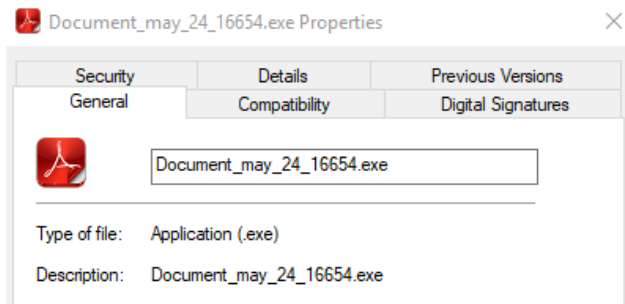 Document_may_24_16654.exe Properties
Security Details Previous Versions
General Compatibility Digital Signatures
Document_may_24_16654.exe
Type of file: Application (.exe)
Description: Document_may_24_16654.exe